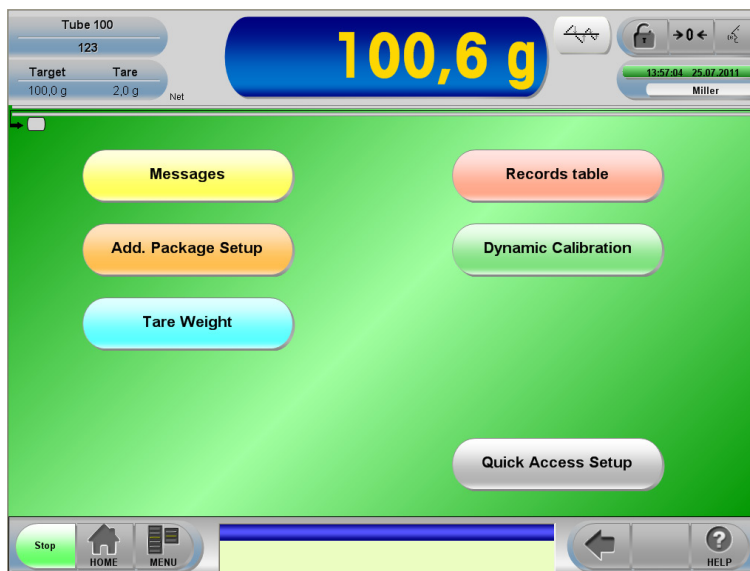 Tube 100
123
Target Tare
100,0 g 2,0 g
Net
100,6 g
→0←
13:57:04 25.07.2011
Miller
Messages
Records table
Add. Package Setup
Dynamic Calibration
Tare Weight
Quick Access Setup
Stop
HOME
MENU
?
HELP